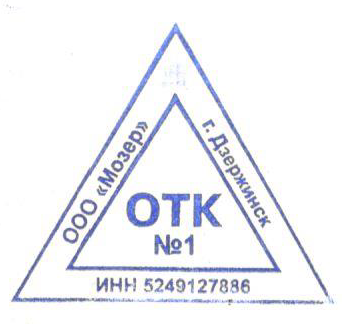 ООО «Мозер»
г. Дзержинск
ОТК
№1
ИНН 5249127886